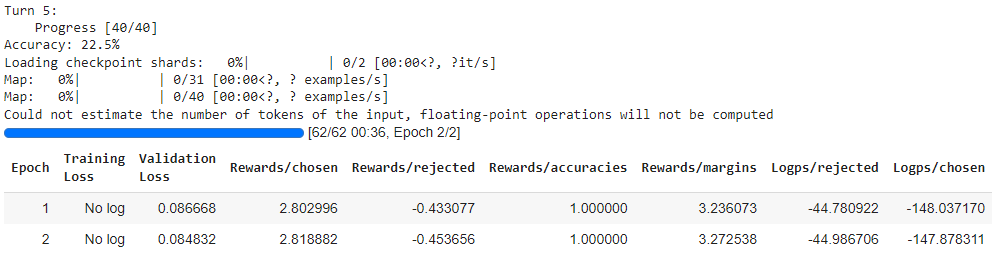 Turn 5:
Progress [40/40]
Accuracy: 22.5%
Loading checkpoint shards:   0%|          | 0/2 [00:00<?, ?it/s]
Map:   0%|          | 0/31 [00:00<?, ? examples/s]
Map:   0%|          | 0/40 [00:00<?, ? examples/s]
Could not estimate the number of tokens of the input, floating-point operations will not be computed
[62/62 00:36, Epoch 2/2]
Epoch Training Loss Validation Loss Rewards/chosen Rewards/rejected Rewards/accuracies Rewards/margins Logps/rejected Logps/chosen
1 No log 0.086668 2.802996 -0.433077 1.000000 3.236073 -44.780922 -148.037170
2 No log 0.084832 2.818882 -0.453656 1.000000 3.272538 -44.986706 -147.878311